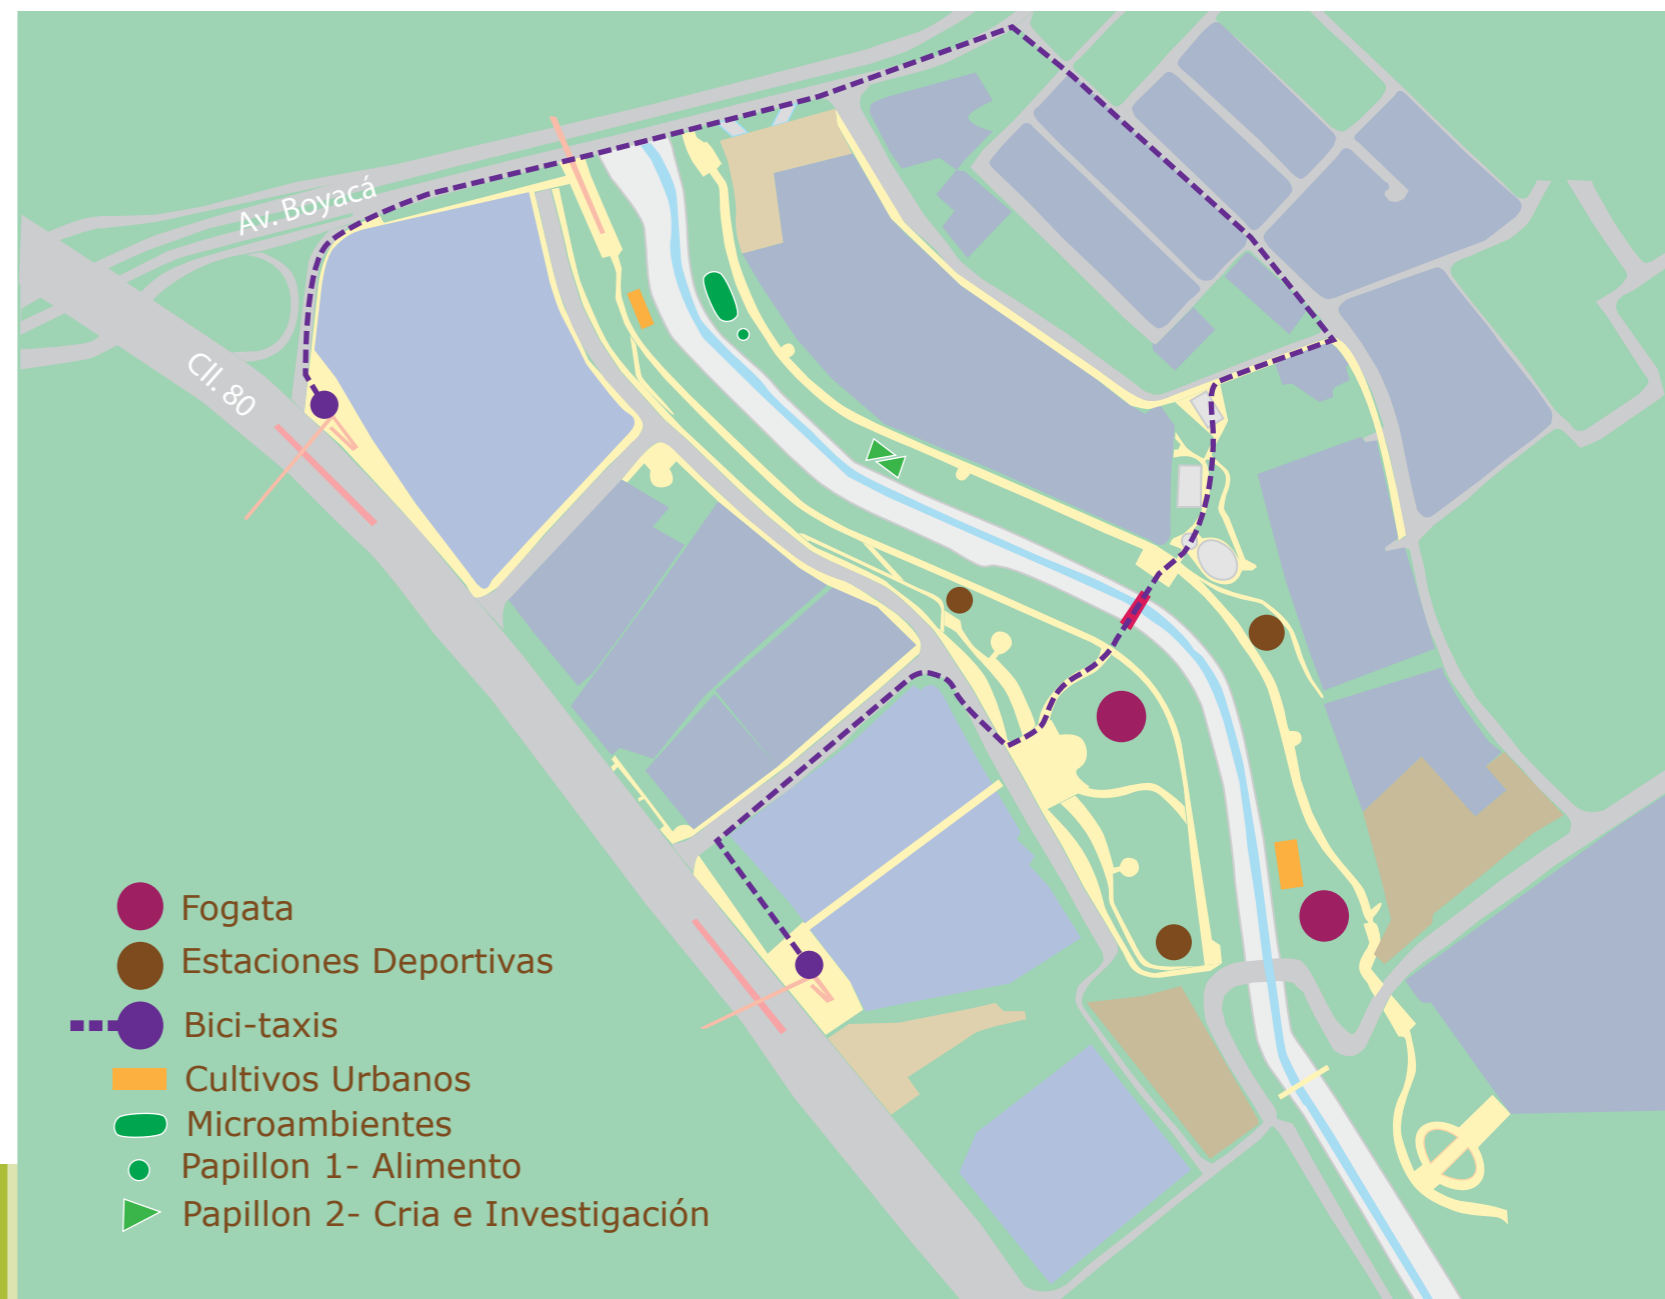 Av. Boyacá
Cll. 80
Fogata
Estaciones Deportivas
Bici-taxis
Cultivos Urbanos
Microambientes
Papillon 1- Alimento
Papillon 2- Cria e Investigación